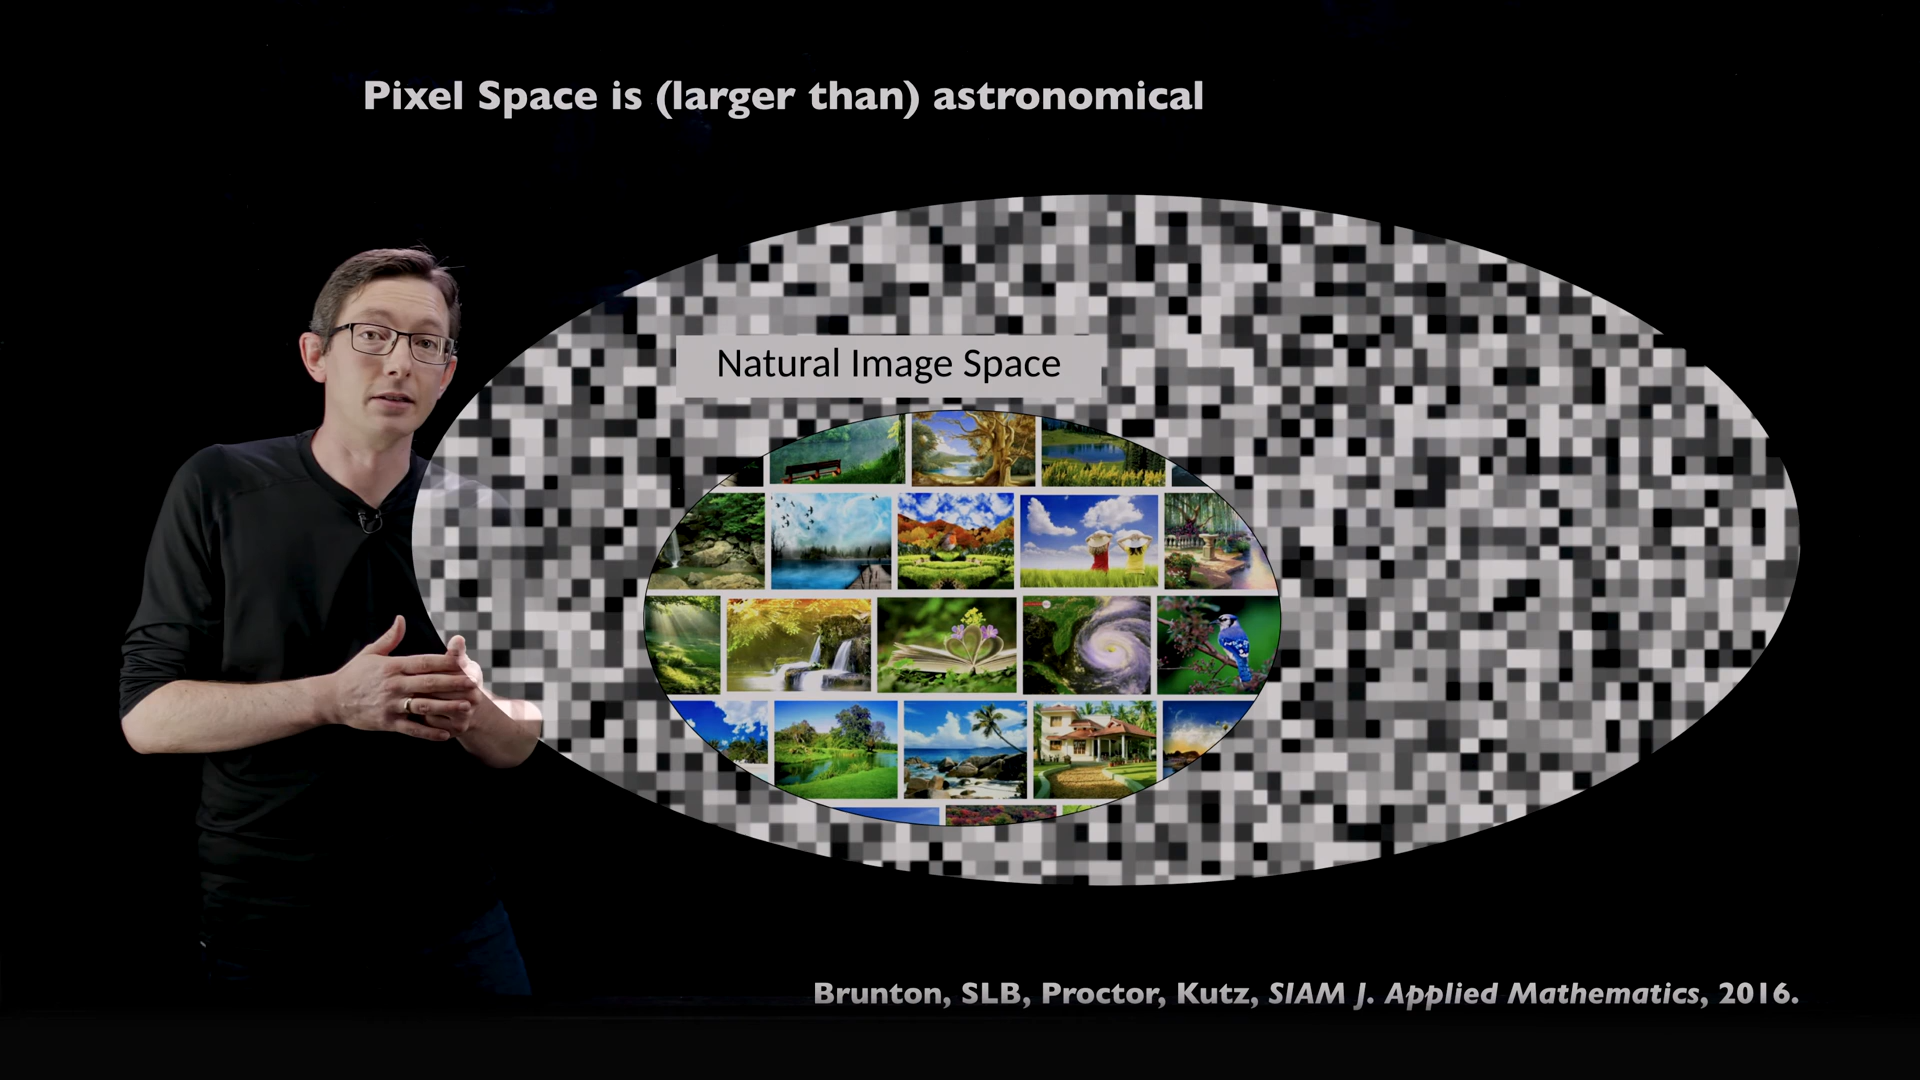 Pixel Space is (larger than) astronomical
Natural Image Space
Brunton, SLB, Proctor, Kutz, SIAM J. Applied Mathematics, 2016.